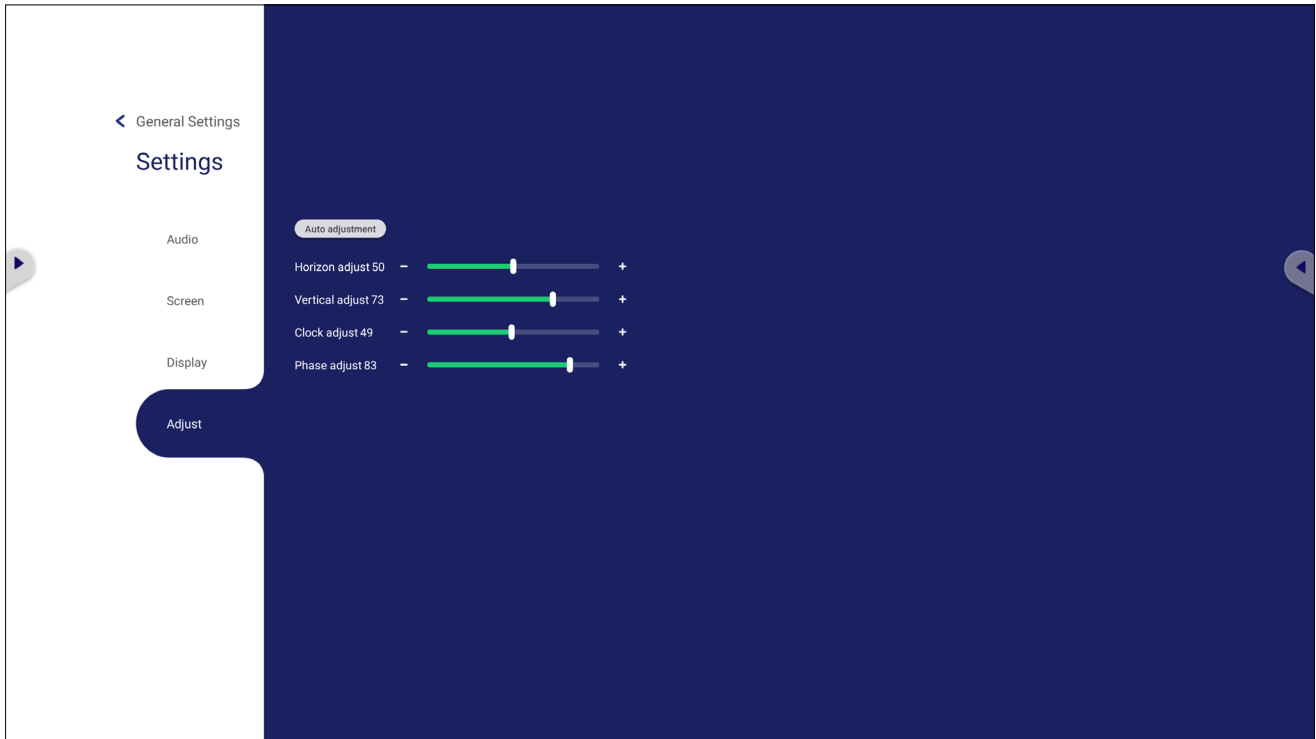 General Settings
Settings
Audio
Screen
Display
Adjust
Auto adjustment
Horizon adjust 50 - +
Vertical adjust 73 - +
Clock adjust 49 - +
Phase adjust 83 - +